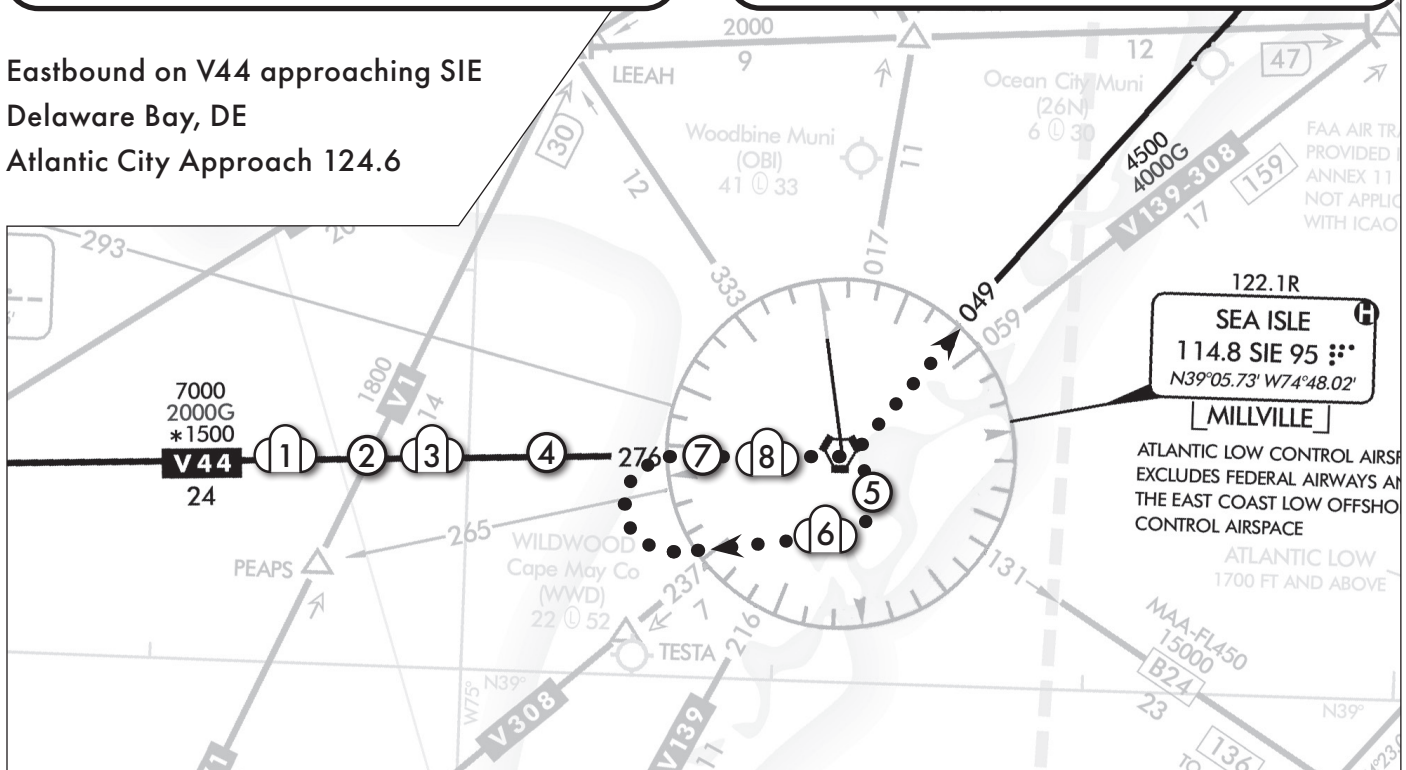 Eastbound on V44 approaching SIE
Delaware Bay, DE
Atlantic City Approach 124.6
2000
9
12
47
LEEAH
30
12
Woodbine Muni
(OBI)
41 Ⓛ 33
11
Ocean City Muni
(26N)
6 Ⓛ 30
4500
4000G
V139-308
159
17
FAA AIR
PROVIDED
ANNEX 11
NOT
WITH ICAO
293
333
017
049
059
122.1R
SEA ISLE
H
114.8 SIE 95
N39°05.73' W74°48.02'
MILLVILLE
ATLANTIC LOW CONTROL
EXCLUDES FEDERAL AIRWAYS
THE EAST COAST LOW
CONTROL AIRSPACE
ATLANTIC LOW
1700 FT AND ABOVE
1800
V1
14
7000
2000G
*1500
V44
24
1
2
3
4
276
7
8
5
6
265
PEAPS
WILDWOOD
Cape May Co
(WWD)
22 Ⓛ 52
237
7
216
TESTA
131
MAA-FL450
15000
B24
23
136
W75°
N39°
N39°
V308
V139
11